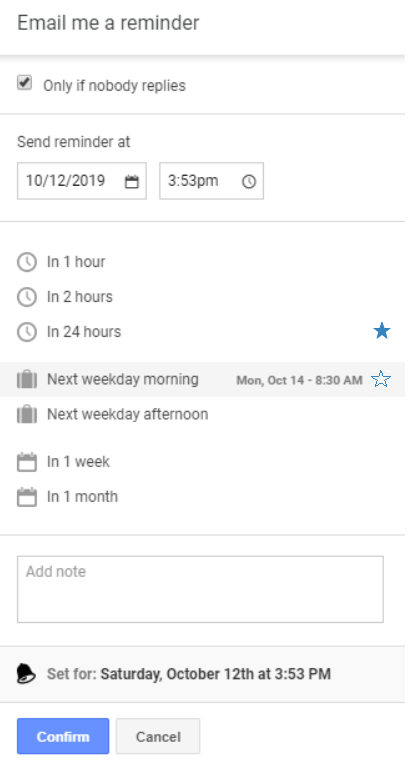 Email me a reminder
Only if nobody replies
Send reminder at
10/12/2019 3:53pm
In 1 hour
In 2 hours
In 24 hours
Next weekday morning Mon, Oct 14 - 8:30 AM
Next weekday afternoon
In 1 week
In 1 month
Add note
Set for: Saturday, October 12th at 3:53 PM
Confirm Cancel